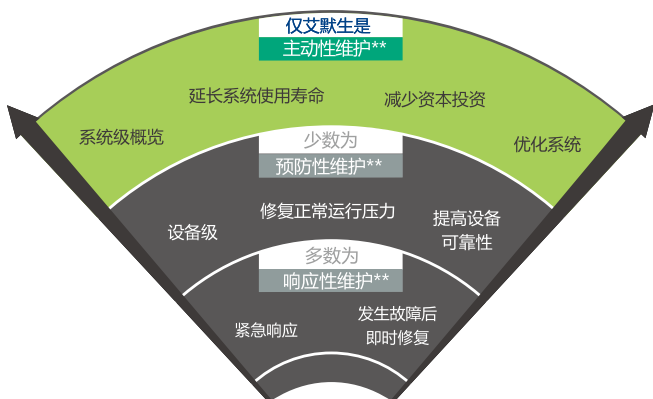 仅艾默生是
主动性维护**
延长系统使用寿命
减少资本投资
系统级概览
优化系统
少数为
预防性维护**
修复正常运行压力
设备级
提高设备
可靠性
多数为
响应性维护**
紧急响应
发生故障后
即时修复